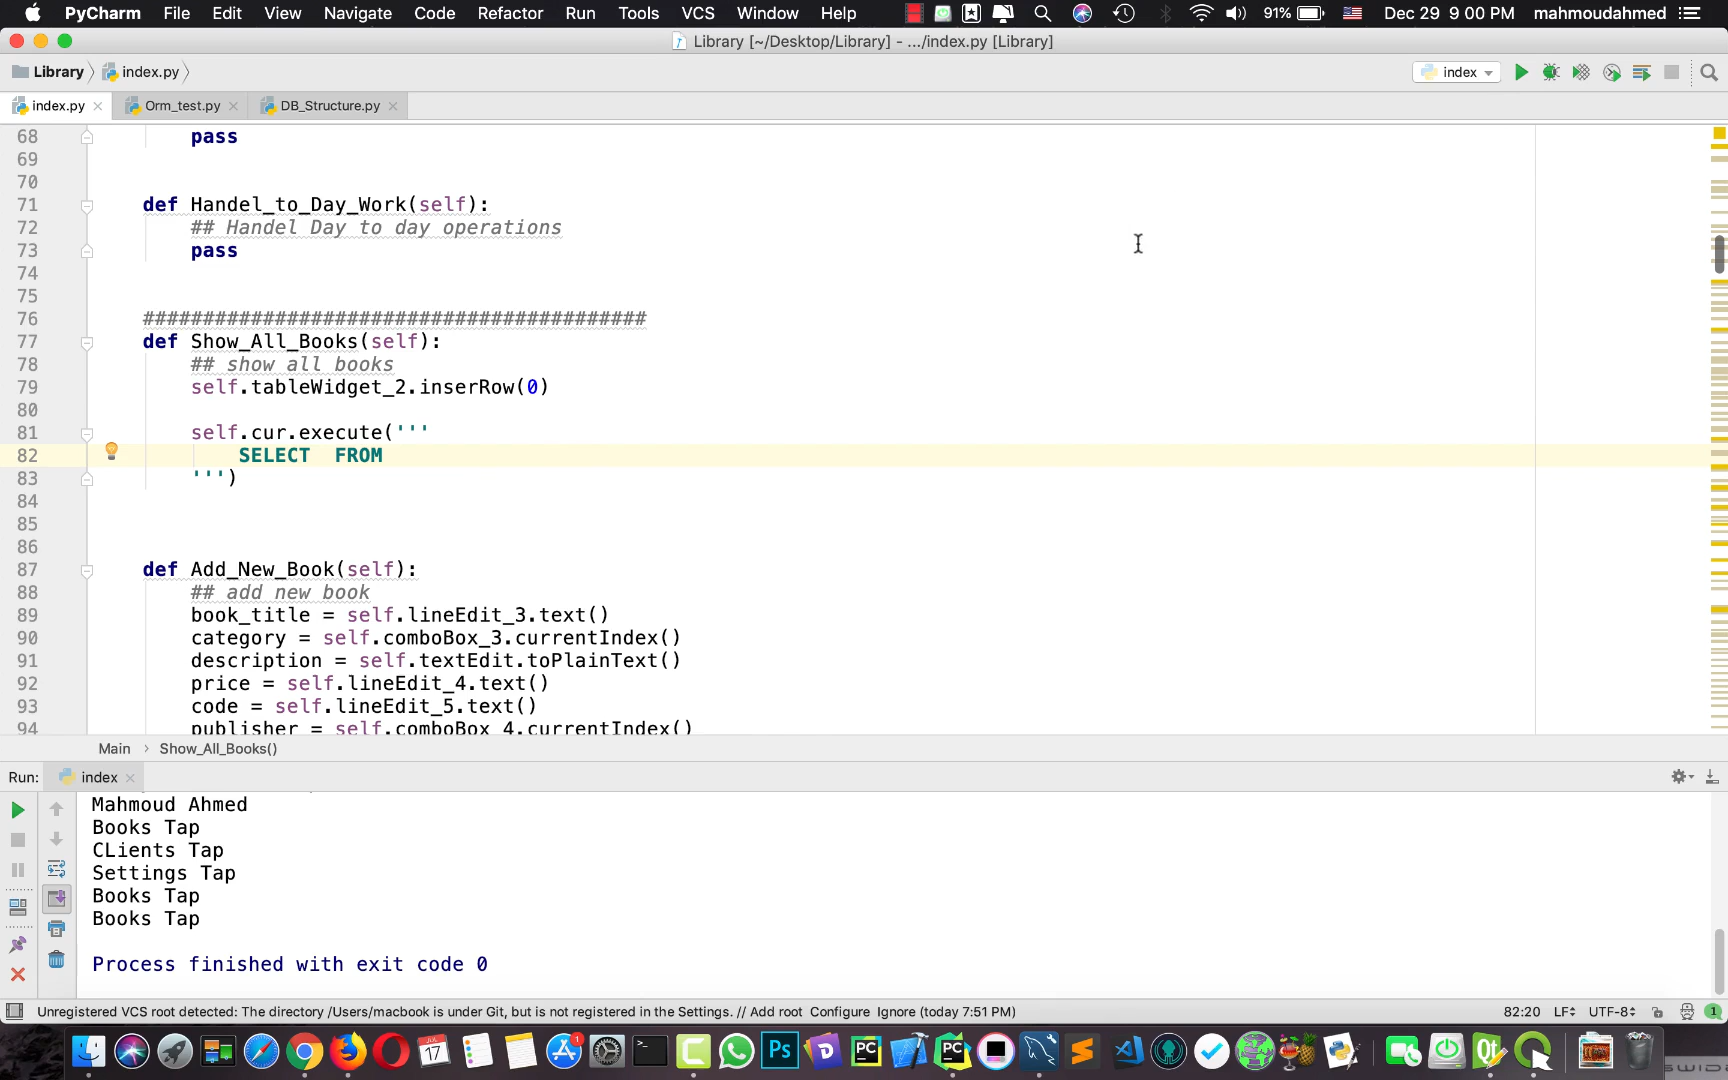 PyCharm File Edit View Navigate Code Refactor Run Tools VCS Window Help 91% Dec 29 9 00 PM mahmoudahmed
Library [~/Desktop/Library] - .../index.py [Library]
Library index.py index
index.py Orm_test.py DB_Structure.py
68 pass
69
70
71 def Handel_to_Day_Work(self):
72 ## Handel Day to day operations
73 pass
74
75
76 ##########################################
77 def Show_All_Books(self):
78 ## show all books
79 self.tableWidget_2.inserRow(0)
80
81 self.cur.execute('''
82 SELECT  FROM
83 ''')
84
85
86
87 def Add_New_Book(self):
88 ## add new book
89 book_title = self.lineEdit_3.text()
90 category = self.comboBox_3.currentIndex()
91 description = self.textEdit.toPlainText()
92 price = self.lineEdit_4.text()
93 code = self.lineEdit_5.text()
94 publisher = self.comboBox_4.currentIndex()
Main Show_All_Books()
Run: index
Mahmoud Ahmed
Books Tap
CLients Tap
Settings Tap
Books Tap
Books Tap
Process finished with exit code 0
Unregistered VCS root detected: The directory /Users/macbook is under Git, but is not registered in the Settings. // Add root Configure Ignore (today 7:51 PM) 82:20 LF UTF-8 1
JUL 17 1 Ps D PC PC Qt